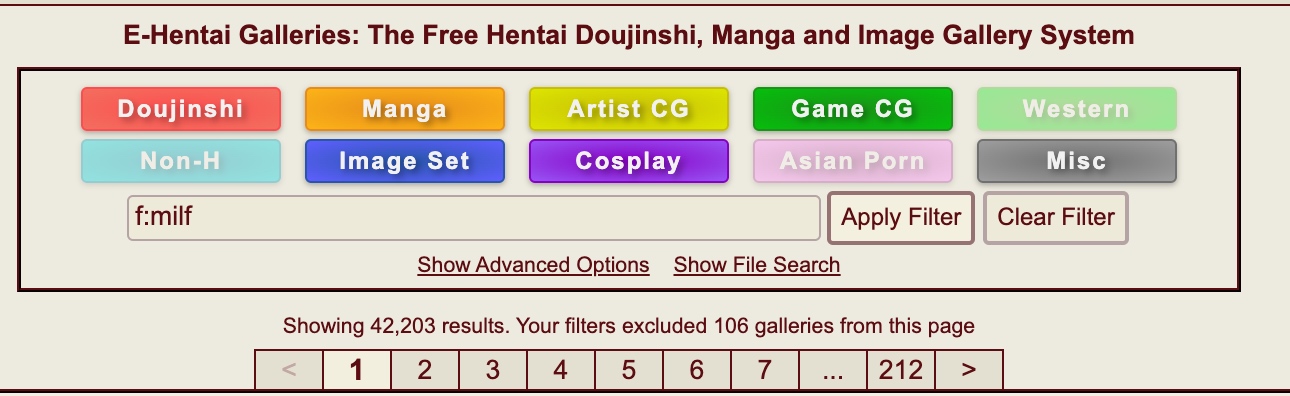 E-Hentai Galleries: The Free Hentai Doujinshi, Manga and Image Gallery System
Doujinshi Manga Artist CG Game CG Western
Non-H Image Set Cosplay Asian Porn Misc
f:milf Apply Filter Clear Filter
Show Advanced Options Show File Search
Showing 42,203 results. Your filters excluded 106 galleries from this page
< 1 2 3 4 5 6 7 ... 212 >